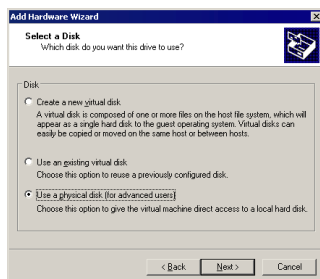 Add Hardware Wizard
Select a Disk
Which disk do you want this drive to use?
Disk
Create a new virtual disk
A virtual disk is composed of one or more files on the host file system, which will
appear as a single hard disk to the guest operating system. Virtual disks can
easily be copied or moved on the same host or between hosts.
Use an existing virtual disk
Choose this option to reuse a previously configured disk.
Use a physical disk (for advanced users)
Choose this option to give the virtual machine direct access to a local hard disk.
< Back
Next >
Cancel